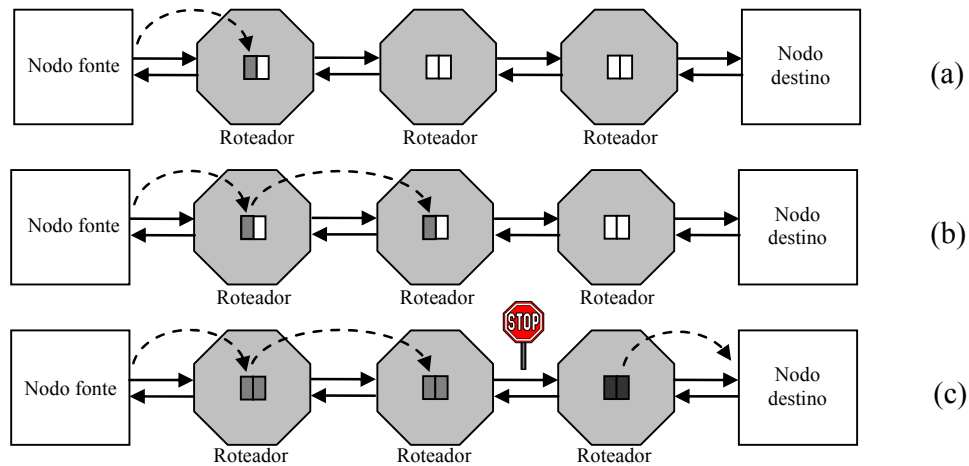 Nodo fonte
Nodo
destino
(a)
Roteador
Roteador
Roteador
Nodo fonte
Nodo
destino
(b)
Roteador
Roteador
Roteador
STOP
Nodo fonte
Nodo
destino
(c)
Roteador
Roteador
Roteador